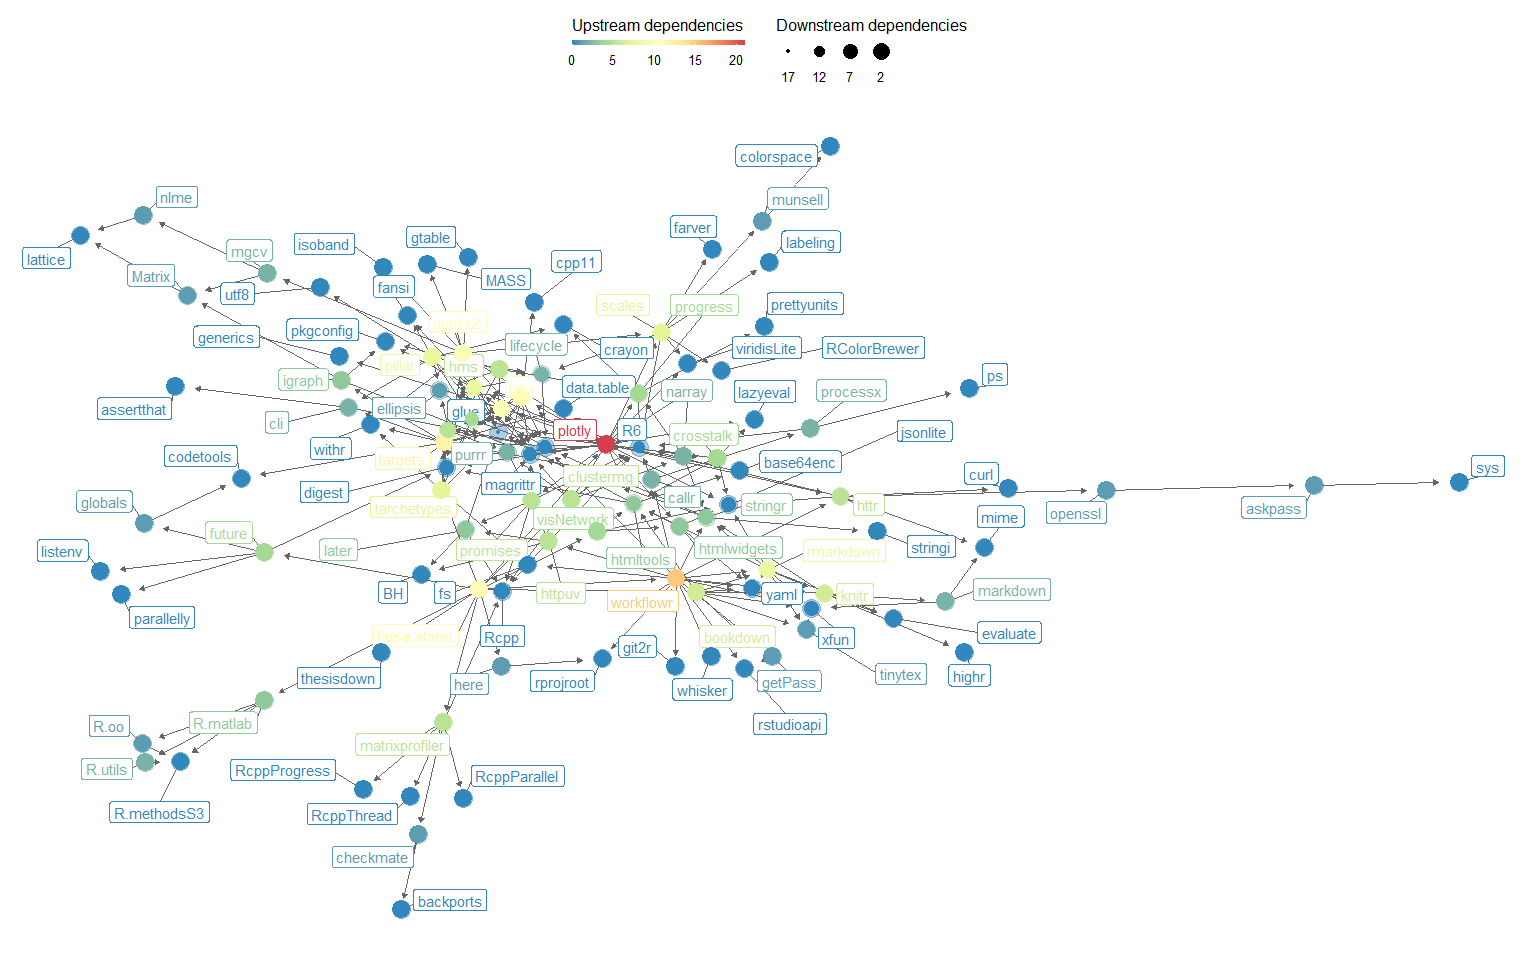 Upstream dependencies Downstream dependencies
0 5 10 15 20 17 12 7 2
colorspace
nlme munsell
farver
gtable labeling
isoband
mgcv
lattice
cpp11
Matrix MASS
fansi
utf8
scales progress prettyunits
ggplot2
pkgconfig
generics
lifecycle
crayon viridisLite RColorBrewer
pillar hms
igraph ps
data.table narray lazyeval processx
assertthat ellipsis glue
cli plotly R6 jsonlite
crosstalk
withr
codetools targets purrr base64enc
curl sys
clustermq
digest magrittr
globals callr stringr httr
tarchetypes openssl askpass
visNetwork mime
future
listenv later promises htmlwidgets rmarkdown stringi
htmltools
BH fs httpuv yaml knitr markdown
workflowr
parallelly
false.alarm Rcpp bookdown xfun evaluate
git2r
thesisdown here rprojroot getPass tinytex highr
whisker
R.oo R.matlab rstudioapi
matrixprofiler
R.utils RcppProgress RcppParallel
R.methodsS3 RcppThread
checkmate
backports